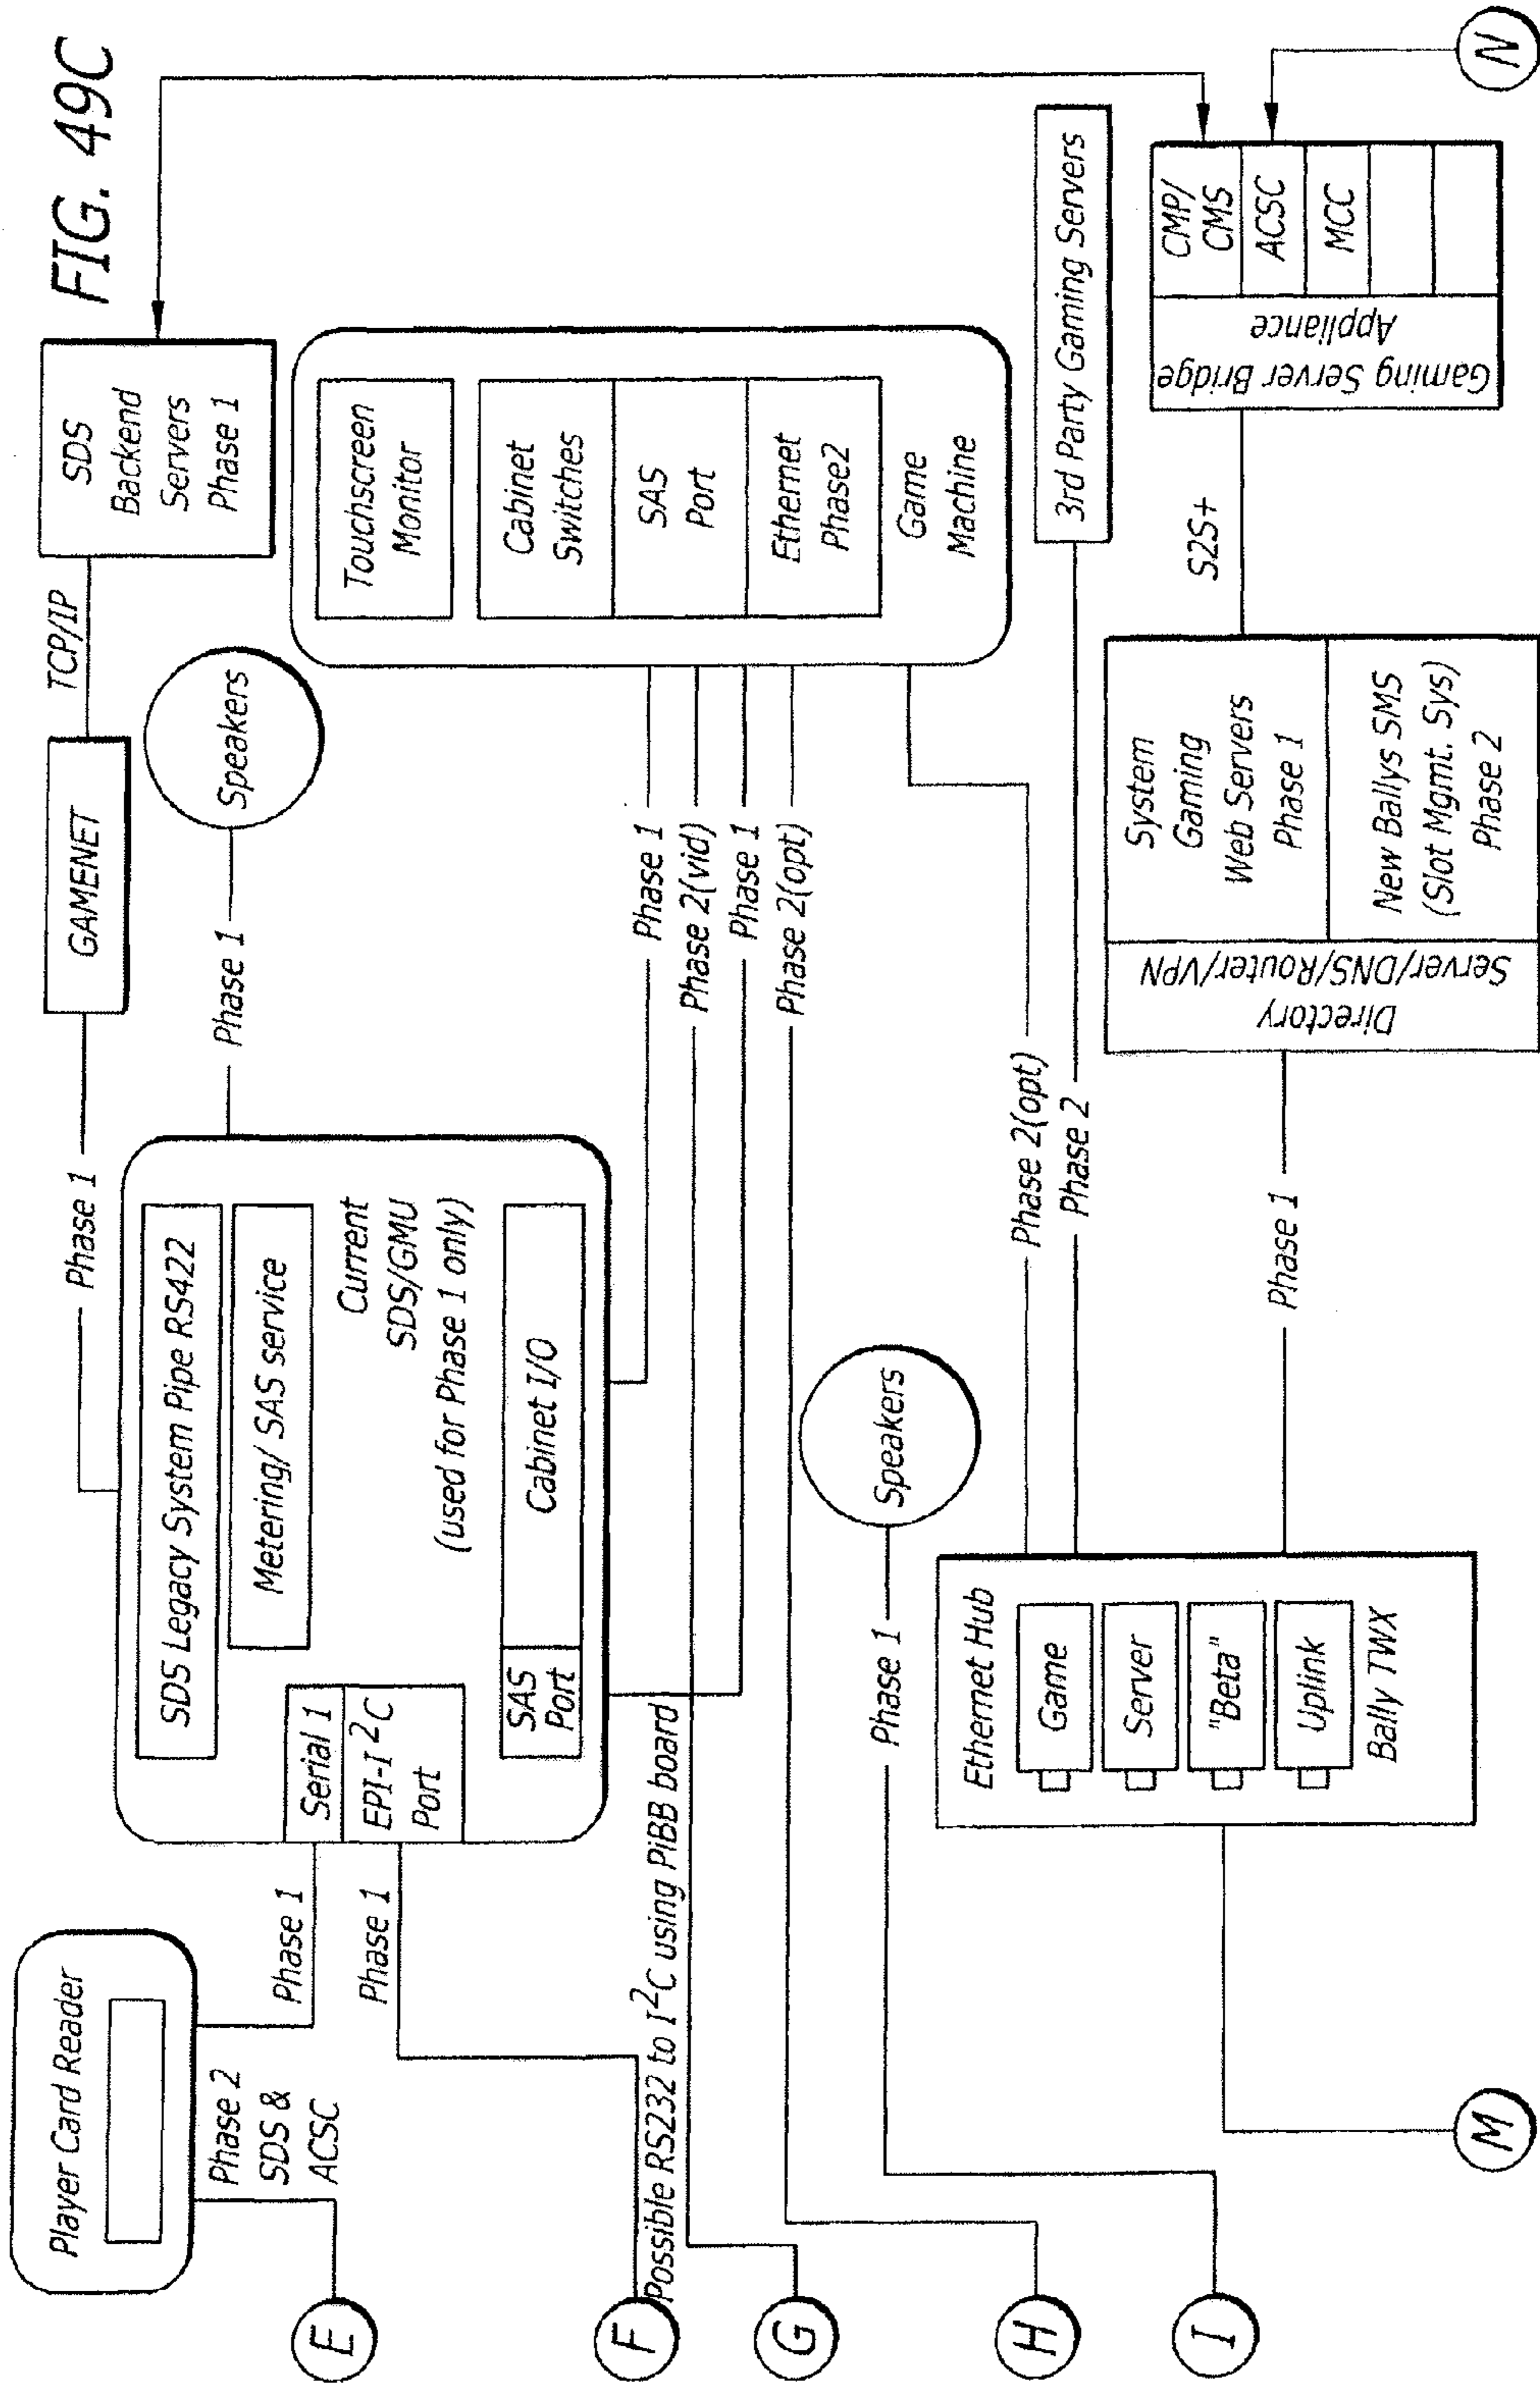 FIG. 49C
Player Card Reader
Phase 2
SDS &
ACSC
Phase 1
Phase 1
E
F
Possible RS232 to I²C using PiBB board
G
H
I
M
SDS Legacy System Pipe RS422
Metering/ SAS service
Serial 1
EPI-I²C
Port
Current
SDS/GMU
(used for Phase 1 only)
SAS
Port
Cabinet I/O
Phase 1
GAMENET
TCP/IP
SDS
Backend
Servers
Phase 1
Phase 1
Speakers
Touchscreen
Monitor
Cabinet
Switches
SAS
Port
Ethernet
Phase2
Game
Machine
Phase 1
Phase 2(vid)
Phase 1
Phase 2(opt)
Phase 1
Speakers
Phase 2(opt)
Phase 2
3rd Party Gaming Servers
Ethernet Hub
Game
Server
"Beta"
Uplink
Bally TWX
Phase 1
Directory
Server/DNS/Router/VPN
System
Gaming
Web Servers
Phase 1
New Ballys SMS
(Slot Mgmt. Sys)
Phase 2
S2S+
Gaming Server Bridge
Appliance
CMP/
CMS
ACSC
MCC
N